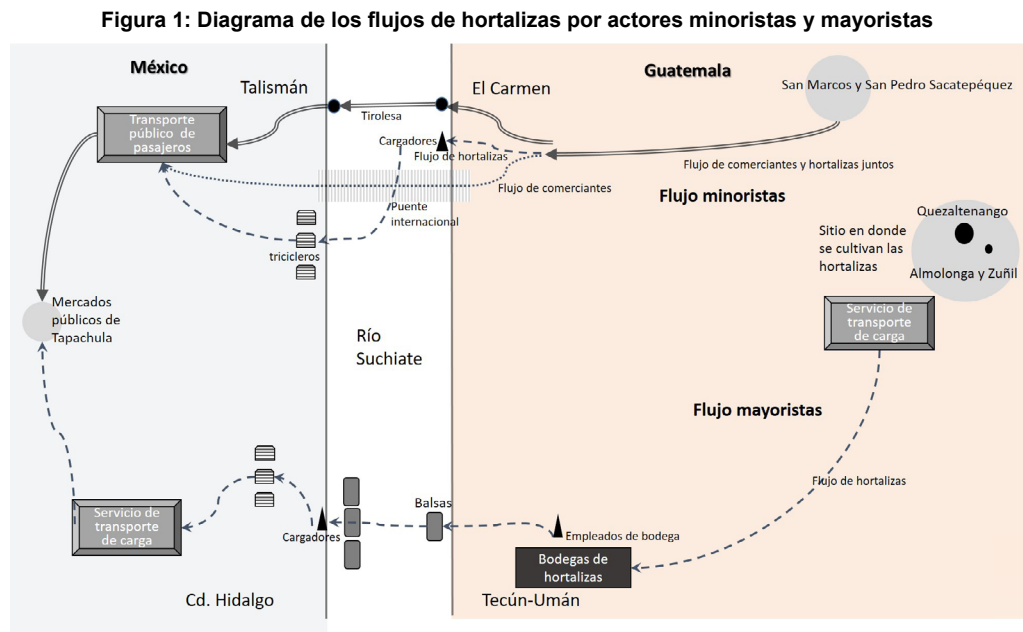 Figura 1: Diagrama de los flujos de hortalizas por actores minoristas y mayoristas
México
Guatemala
Talismán
El Carmen
San Marcos y San Pedro Sacatepéquez
Transporte
público de
pasajeros
Tirolesa
Cargadores
Flujo de hortalizas
Flujo de comerciantes y hortalizas juntos
Flujo de comerciantes
Flujo minoristas
Puente
internacional
tricicleros
Quezaltenango
Sitio en donde
se cultivan las
hortalizas
Almolonga y Zuñil
Mercados
públicos de
Tapachula
Servicio de
transporte
de carga
Río
Suchiate
Flujo mayoristas
Flujo de hortalizas
Balsas
Servicio de
transporte
de carga
Cargadores
Empleados de bodega
Bodegas de
hortalizas
Cd. Hidalgo
Tecún-Umán